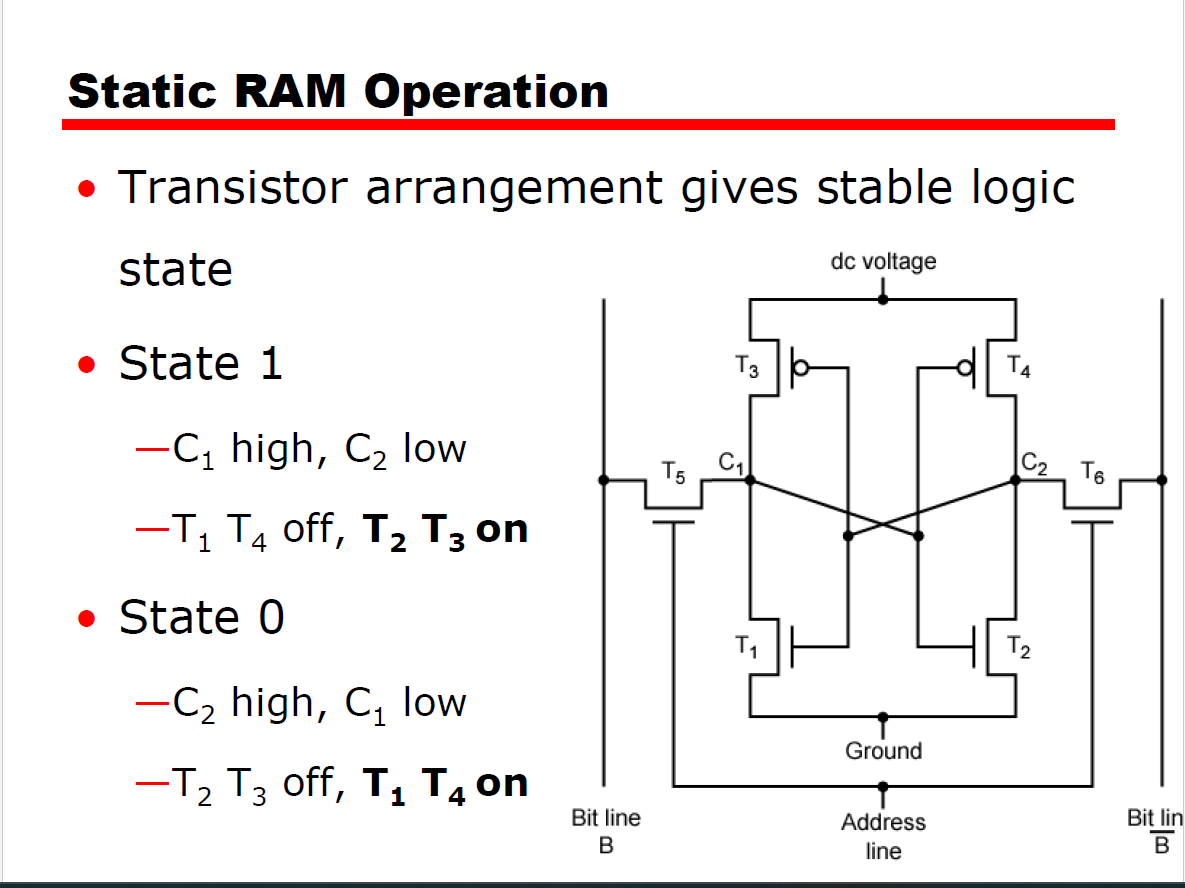 Static RAM Operation
• Transistor arrangement gives stable logic
state
• State 1
—C₁ high, C₂ low
—T₁ T₄ off, T₂ T₃ on
• State 0
—C₂ high, C₁ low
—T₂ T₃ off, T₁ T₄ on
dc voltage
T₃
T₄
T₅
C₁
C₂
T₆
T₁
T₂
Ground
Bit line
B
Address
line
Bit lin
B̅